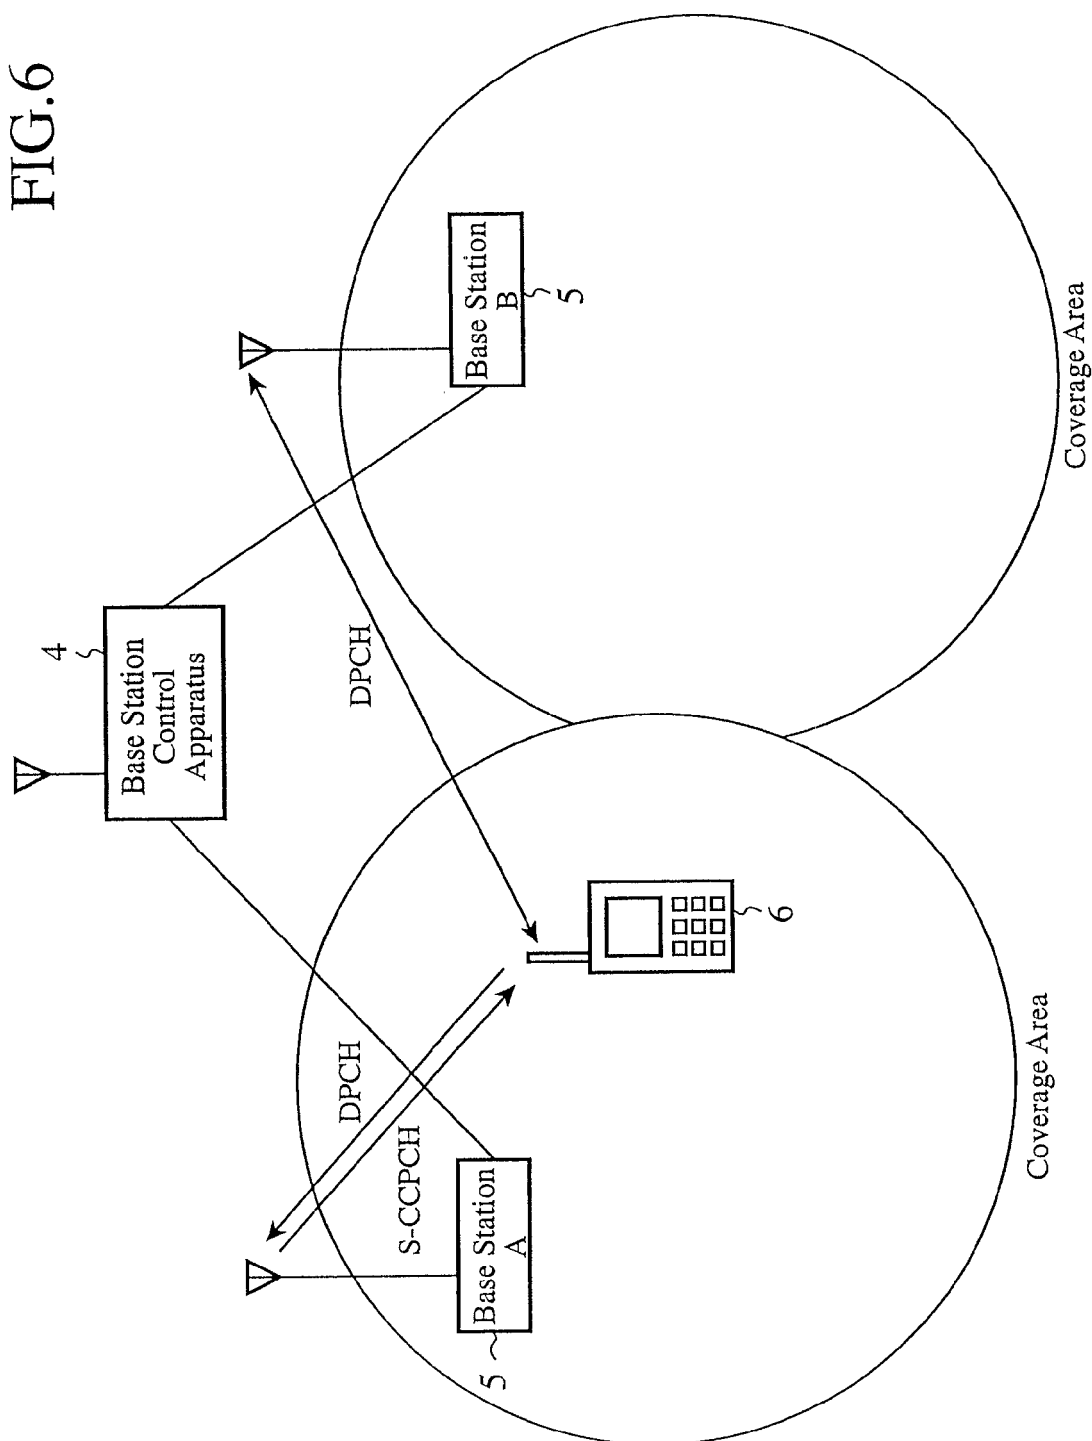 FIG.6
4
Base Station
Control
Apparatus
DPCH
DPCH
S-CCPCH
Base Station
A
5
Base Station
B
5
6
Coverage Area
Coverage Area